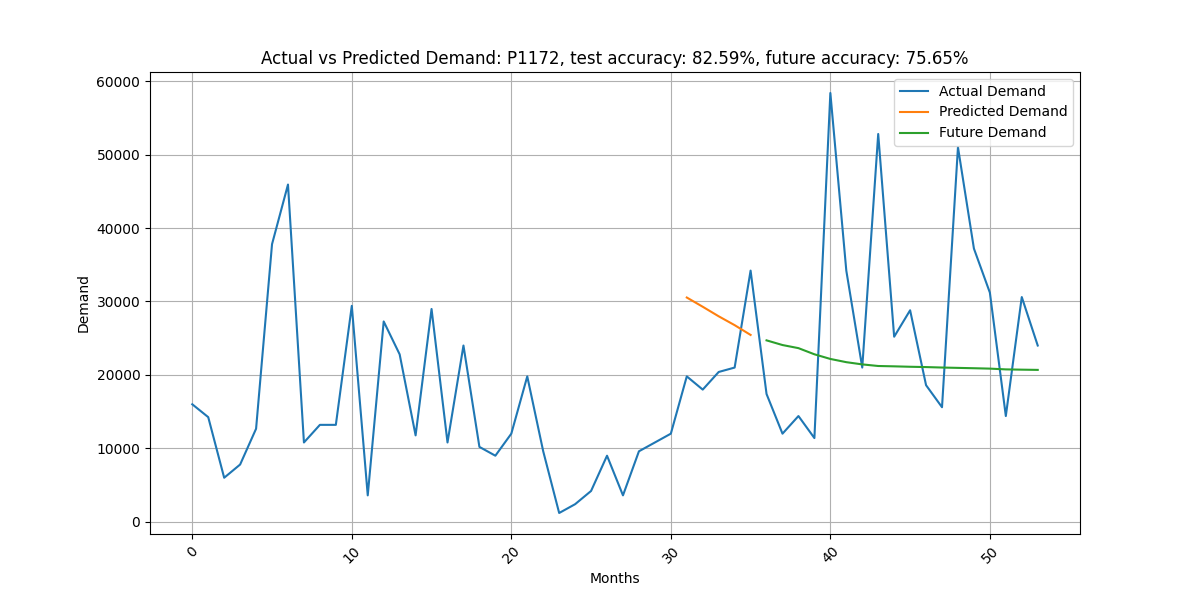 Actual vs Predicted Demand: P1172, test accuracy: 82.59%, future accuracy: 75.65%
Actual Demand
Predicted Demand
Future Demand
60000
50000
40000
30000
20000
10000
0
Demand
0 10 20 30 40 50
Months